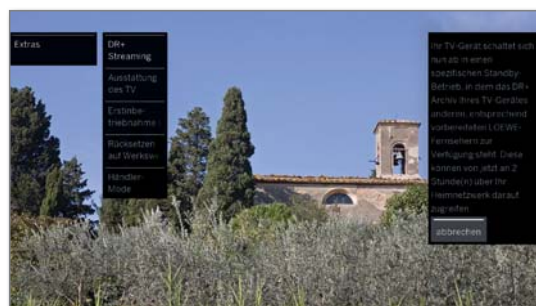 Extras
DR+
Streaming
Ausstattung
des TV
Erstinbe-
triebnahme
Rücksetzen
auf Werksw
Händler-
Mode
Ihr TV-Gerät schaltet sich
nun ab in einen
spezifischen Standby-
Betrieb, in dem das DR+
Archiv Ihres TV-Gerätes
anderen, entsprechend
vorbereiteten LOEWE-
Fernsehern zur
Verfügung steht. Diese
können von jetzt an 2
Stunde(n) über Ihr
Heimnetzwerk darauf
zugreifen
abbrechen